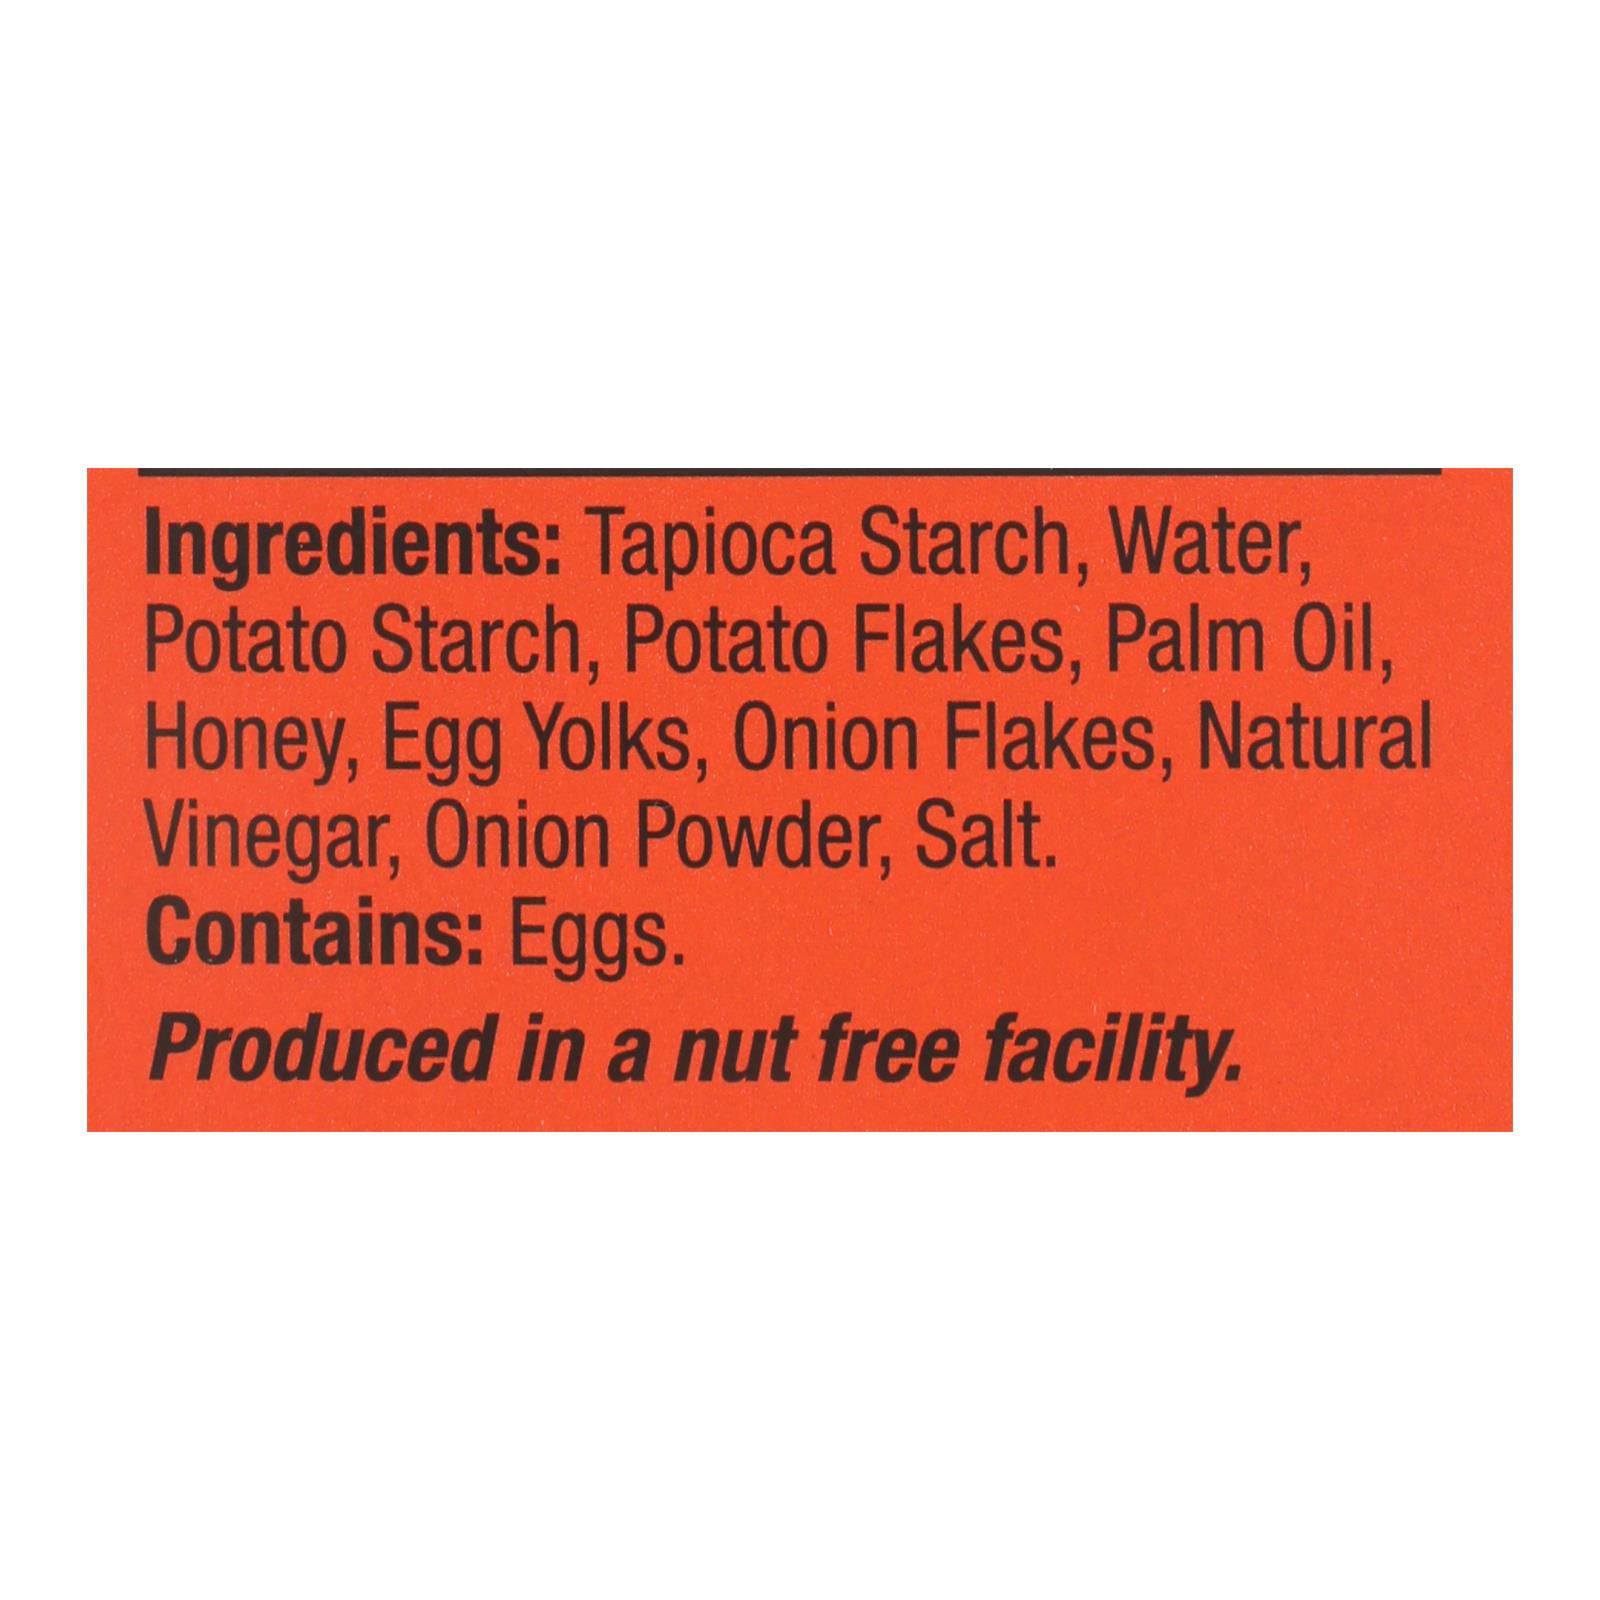 Ingredients: Tapioca Starch, Water,
Potato Starch, Potato Flakes, Palm Oil,
Honey, Egg Yolks, Onion Flakes, Natural
Vinegar, Onion Powder, Salt.
Contains: Eggs.
Produced in a nut free facility.